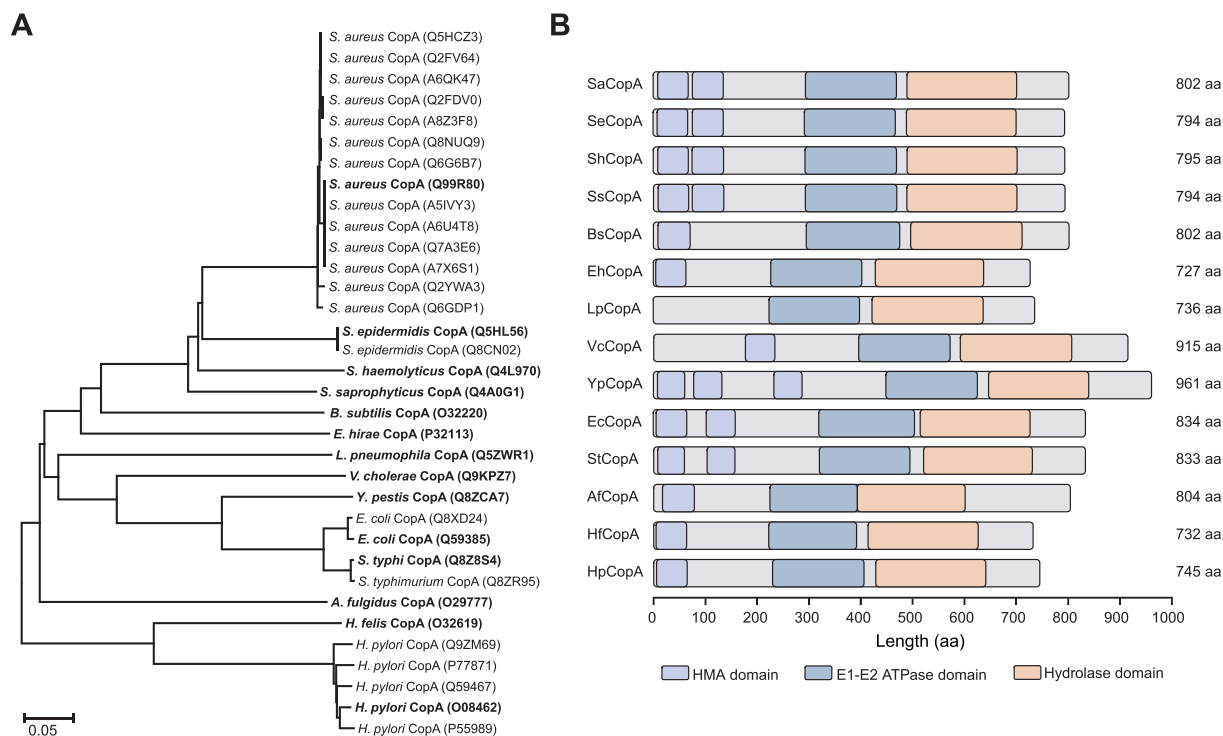 A
S. aureus CopA (Q5HCZ3)
S. aureus CopA (Q2FV64)
S. aureus CopA (A6QK47)
S. aureus CopA (Q2FDV0)
S. aureus CopA (A8Z3F8)
S. aureus CopA (Q8NUQ9)
S. aureus CopA (Q6G6B7)
S. aureus CopA (Q99R80)
S. aureus CopA (A5IVY3)
S. aureus CopA (A6U4T8)
S. aureus CopA (Q7A3E6)
S. aureus CopA (A7X6S1)
S. aureus CopA (Q2YWA3)
S. aureus CopA (Q6GDP1)
S. epidermidis CopA (Q5HL56)
S. epidermidis CopA (Q8CN02)
S. haemolyticus CopA (Q4L970)
S. saprophyticus CopA (Q4A0G1)
B. subtilis CopA (O32220)
E. hirae CopA (P32113)
L. pneumophila CopA (Q5ZWR1)
V. cholerae CopA (Q9KPZ7)
Y. pestis CopA (Q8ZCA7)
E. coli CopA (Q8XD24)
E. coli CopA (Q59385)
S. typhi CopA (Q8Z8S4)
S. typhimurium CopA (Q8ZR95)
A. fulgidus CopA (O29777)
H. felis CopA (O32619)
H. pylori CopA (Q9ZM69)
H. pylori CopA (P77871)
H. pylori CopA (Q59467)
H. pylori CopA (O08462)
H. pylori CopA (P55989)
0.05
B
SaCopA 802 aa
SeCopA 794 aa
ShCopA 795 aa
SsCopA 794 aa
BsCopA 802 aa
EhCopA 727 aa
LpCopA 736 aa
VcCopA 915 aa
YpCopA 961 aa
EcCopA 834 aa
StCopA 833 aa
AfCopA 804 aa
HfCopA 732 aa
HpCopA 745 aa
0 100 200 300 400 500 600 700 800 900 1000
Length (aa)
HMA domain E1-E2 ATPase domain Hydrolase domain